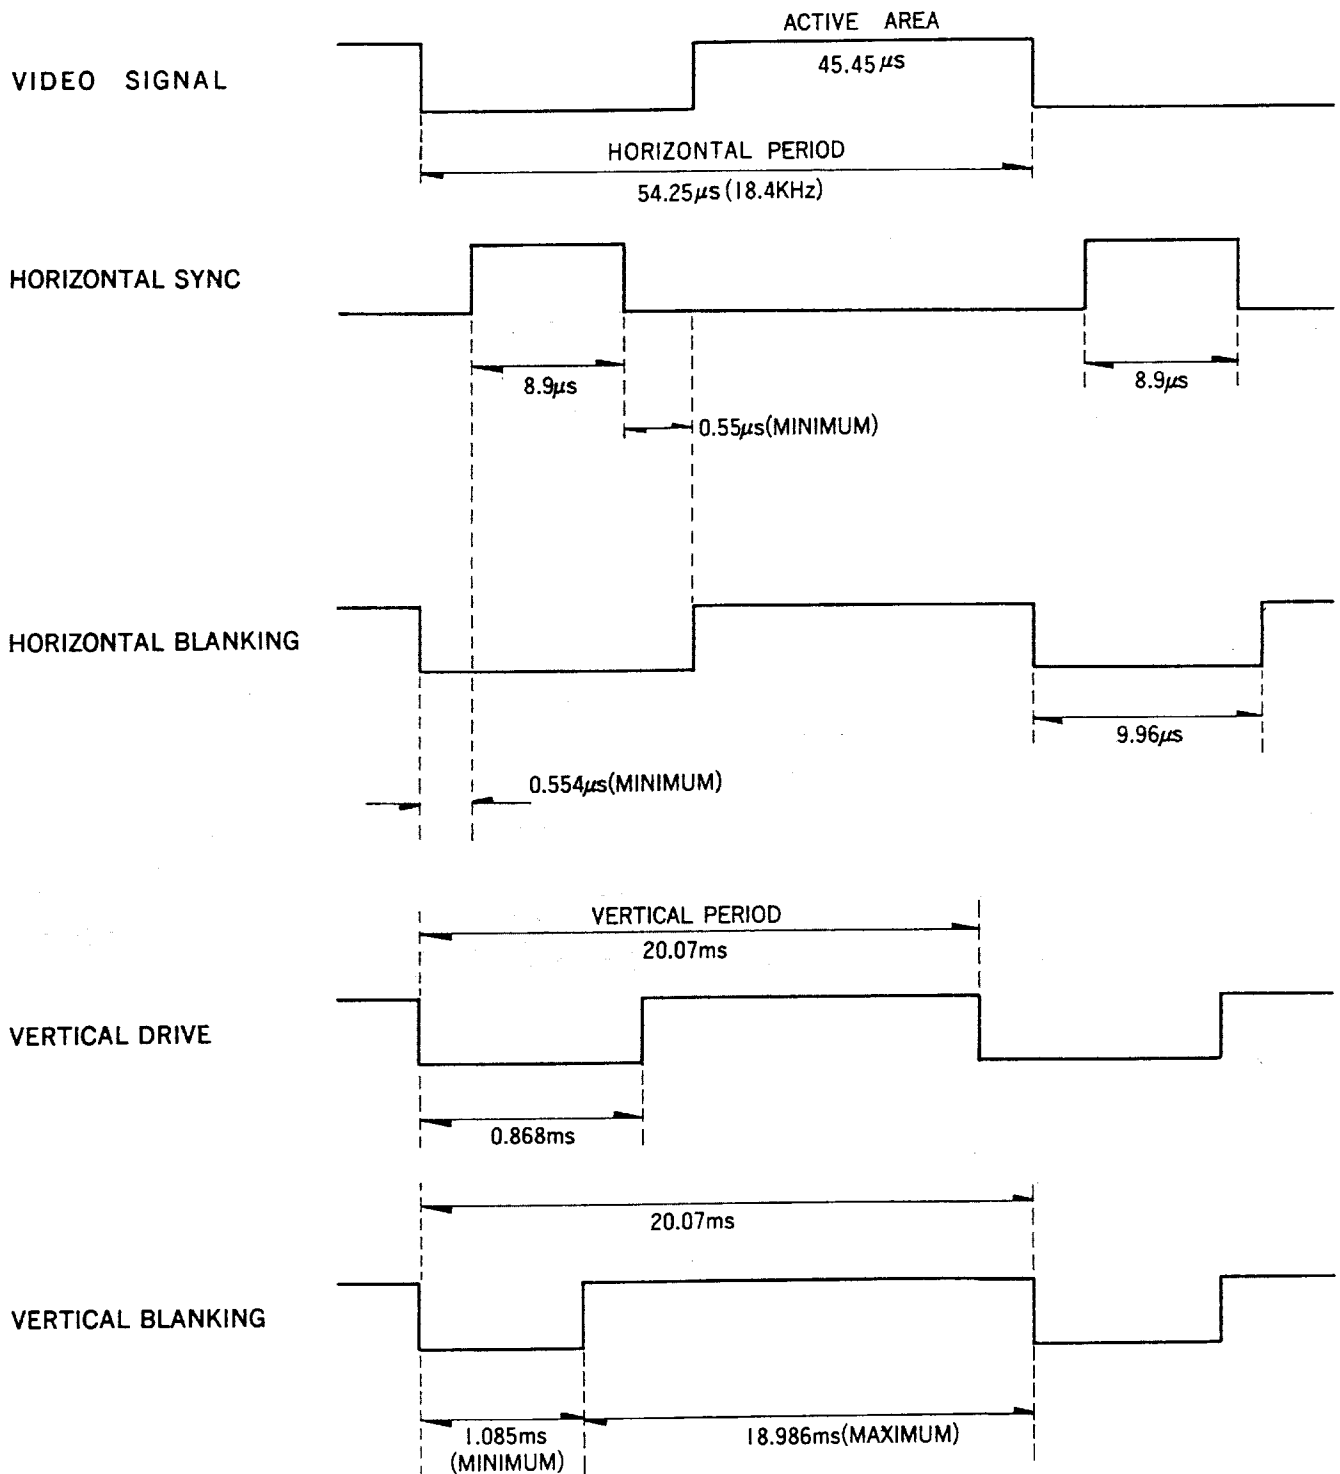 ACTIVE AREA
VIDEO SIGNAL
45.45μs
HORIZONTAL PERIOD
54.25μs(18.4KHz)
HORIZONTAL SYNC
8.9μs
8.9μs
0.55μs(MINIMUM)
HORIZONTAL BLANKING
9.96μs
0.554μs(MINIMUM)
VERTICAL PERIOD
20.07ms
VERTICAL DRIVE
0.868ms
20.07ms
VERTICAL BLANKING
1.085ms
(MINIMUM)
18.986ms(MAXIMUM)